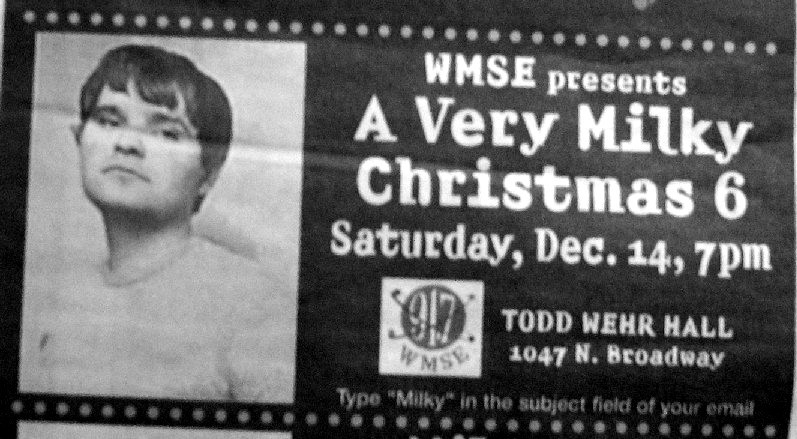 WMSE presents
A Very Milky
Christmas 6
Saturday, Dec. 14, 7pm
91.7
WMSE
TODD WEHR HALL
1047 N. Broadway
Type "Milky" in the subject field of your email